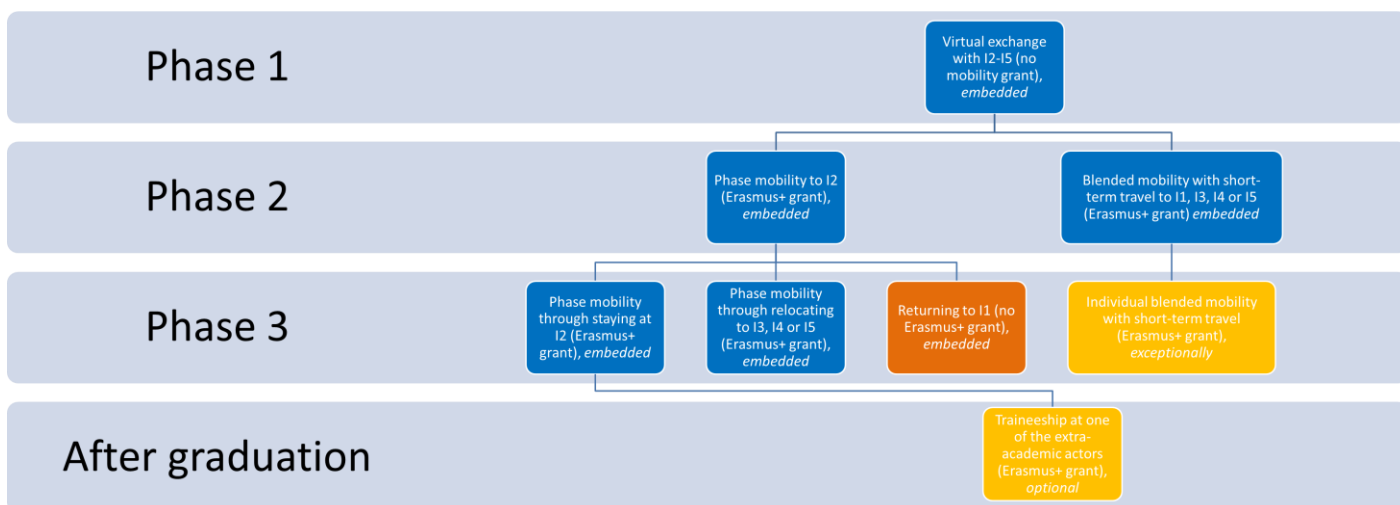 Phase 1
Virtual exchange
with I2-I5 (no
mobility grant),
embedded
Phase 2
Phase mobility to I2
(Erasmus+ grant),
embedded
Blended mobility with short-
term travel to I1, I3, I4 or I5
(Erasmus+ grant) embedded
Phase 3
Phase mobility
through staying at
I2 (Erasmus+
grant), embedded
Phase mobility
through relocating
to I3, I4 or I5
(Erasmus+ grant),
embedded
Returning to I1 (no
Erasmus+ grant),
embedded
Individual blended mobility
with short-term travel
(Erasmus+ grant),
exceptionally
After graduation
Traineeship at one
of the extra-
academic actors
(Erasmus+ grant),
optional